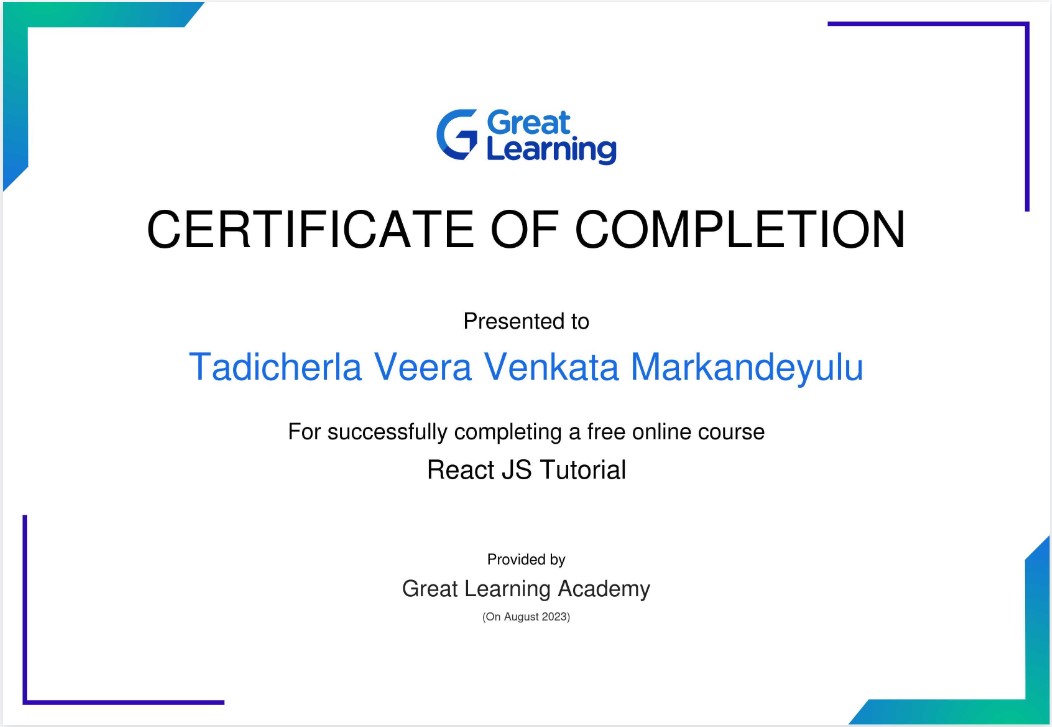 Great
Learning
CERTIFICATE OF COMPLETION
Presented to
Tadicherla Veera Venkata Markandeyulu
For successfully completing a free online course
React JS Tutorial
Provided by
Great Learning Academy
(On August 2023)